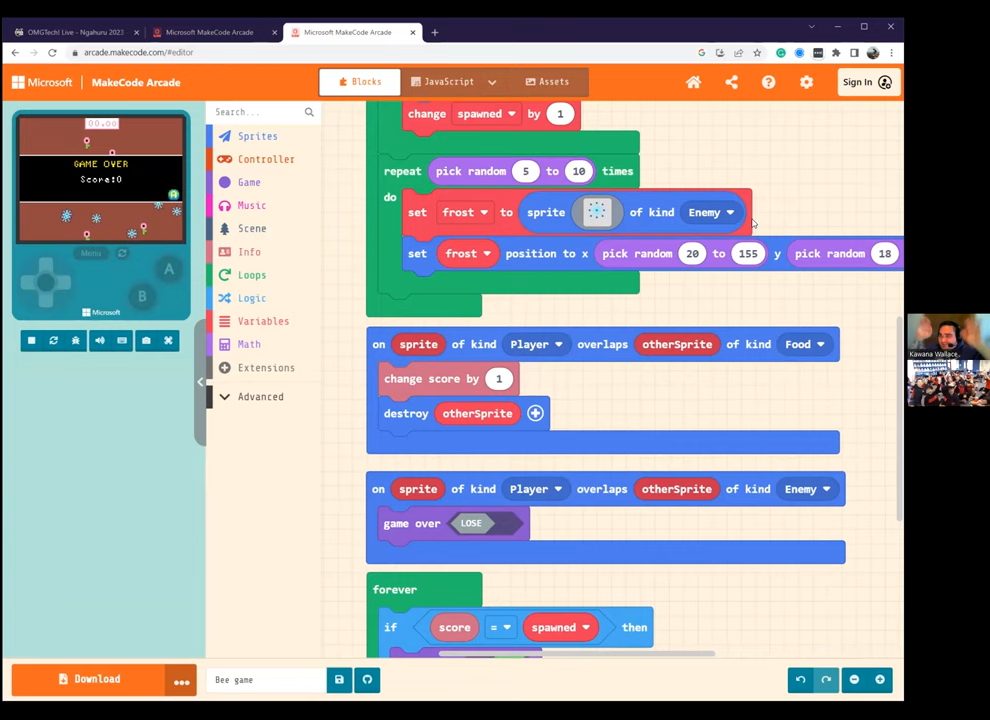 OMGTech! Live - Ngahuru 2023
Microsoft MakeCode Arcade
Microsoft MakeCode Arcade
arcade.makecode.com/#editor
Microsoft
MakeCode Arcade
Blocks
JavaScript
Assets
Sign In
00.00
GAME OVER
Score:0
A
Menu
A
B
Microsoft
Search...
Sprites
Controller
Game
Music
Scene
Info
Loops
Logic
Variables
Math
Extensions
Advanced
change spawned by 1
repeat pick random 5 to 10 times
do
set frost to sprite of kind Enemy
set frost position to x pick random 20 to 155 y pick random 18
on sprite of kind Player overlaps otherSprite of kind Food
change score by 1
destroy otherSprite
on sprite of kind Player overlaps otherSprite of kind Enemy
game over LOSE
forever
if score = spawned then
Kawana Wallace
Download
Bee game